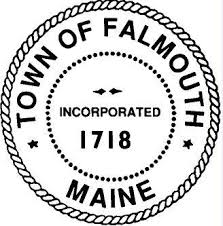 TOWN OF FALMOUTH
INCORPORATED
1718
MAINE